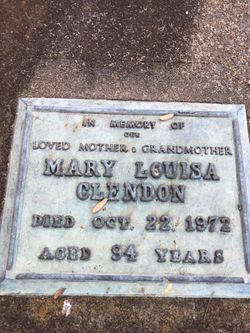 IN MEMORY OF
OUR
LOVED MOTHER & GRANDMOTHER
MARY LOUISA
CLENDON
DIED OCT. 22, 1972
AGED 94 YEARS